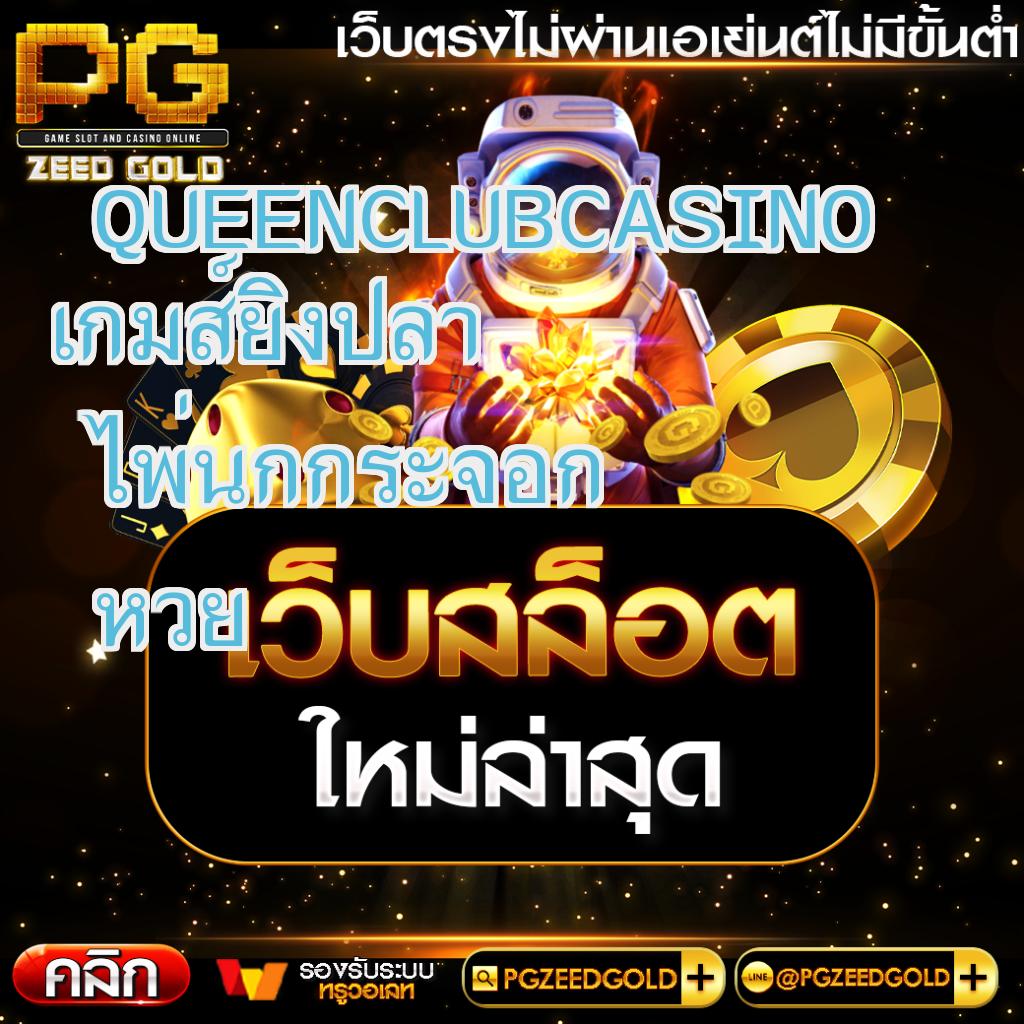 PG
เว็บตรงไม่ผ่านเอเย่นต์ไม่มีขั้นต่ำ
GAME SLOT AND CASINO ONLINE
ZEED GOLD
QUEENCLUBCASINO
เกมส์ยิงปลา
ไพ่นกกระจอก
K
J
หวย
เว็บสล็อต
ใหม่ล่าสุด
คลิก
รองรับระบบ
ทรูวอเลท
PGZEEDGOLD +
LINE @PGZEEDGOLD +